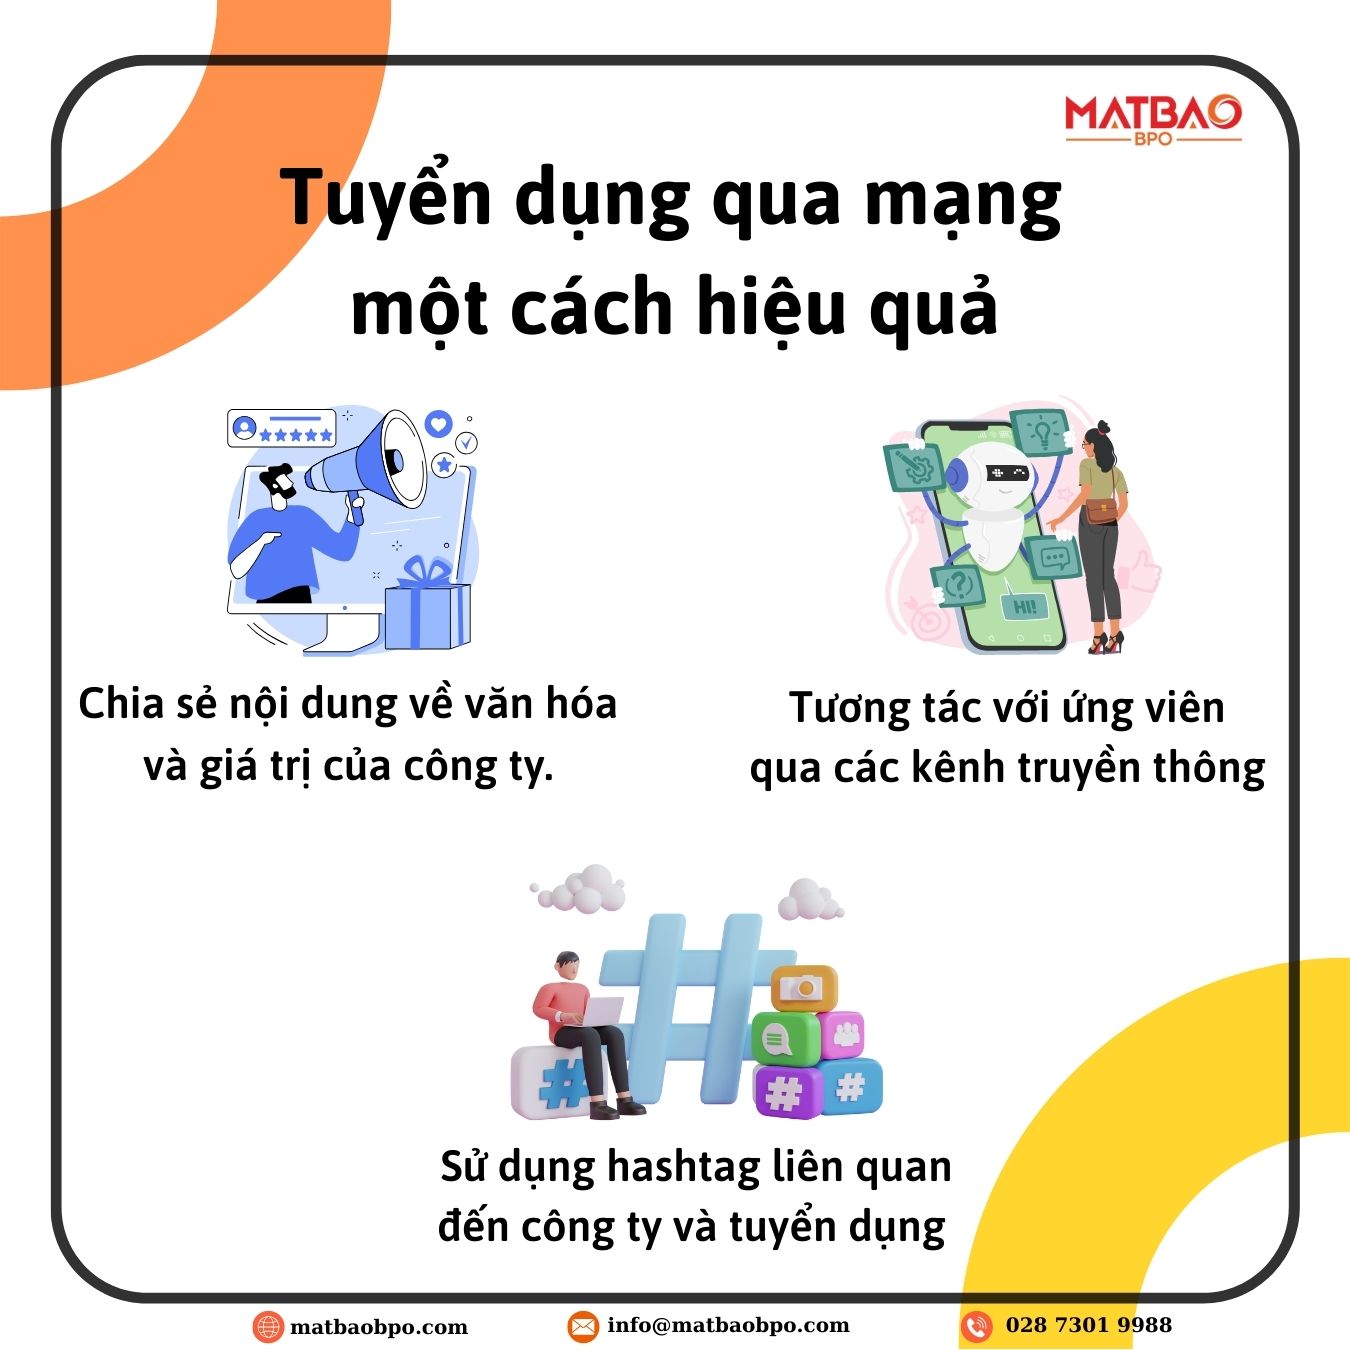 MATBAO
BPO
Tuyển dụng qua mạng
một cách hiệu quả
HI!
Chia sẻ nội dung về văn hóa
và giá trị của công ty.
Tương tác với ứng viên
qua các kênh truyền thông
Sử dụng hashtag liên quan
đến công ty và tuyển dụng
matbaobpo.com
info@matbaobpo.com
028 7301 9988